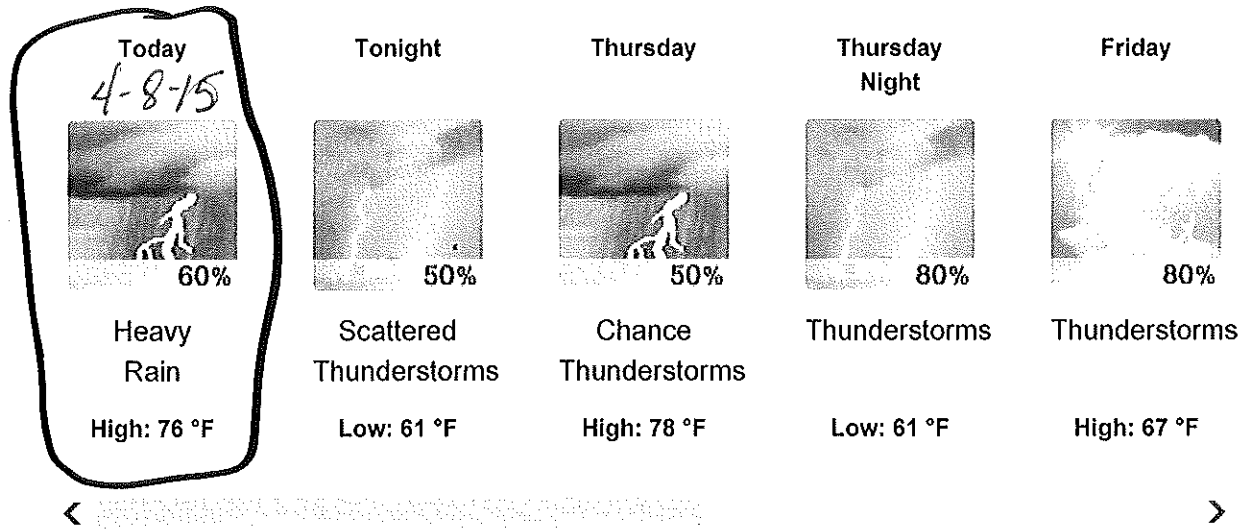 Today
4-8-15
60%
Heavy
Rain
High: 76 °F
Tonight
50%
Scattered
Thunderstorms
Low: 61 °F
Thursday
50%
Chance
Thunderstorms
High: 78 °F
Thursday
Night
80%
Thunderstorms
Low: 61 °F
Friday
80%
Thunderstorms
High: 67 °F